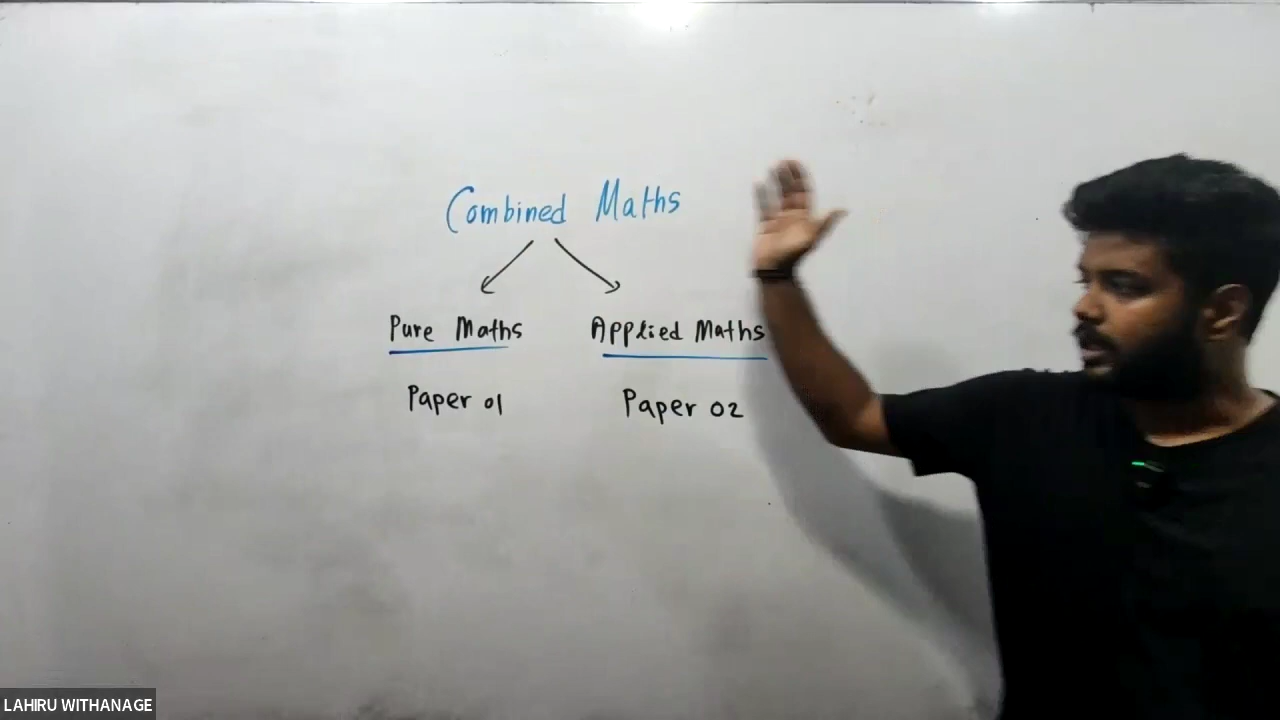 Combined Maths
Pure Maths Applied Maths
Paper 01 Paper 02
LAHIRU WITHANAGE